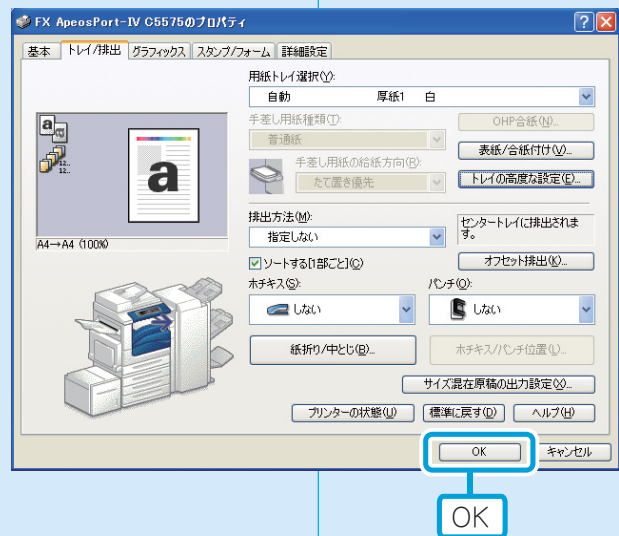 FX ApeosPort-IV C5575のプロパティ
基本 トレイ/排出 グラフィックス スタンプ/フォーム 詳細設定
用紙トレイ選択(Y):
自動 厚紙1 白
手差し用紙種類(T):
普通紙
OHP合紙(N)...
手差し用紙の給紙方向(R):
たて置き優先
表紙/合紙付け(V)...
トレイの高度な設定(E)...
a
a
12..
12..
a
A4→A4 (100%)
排出方法(M):
指定しない
センタートレイに排出されます。
ソートする[1部ごと](C)
オフセット排出(K)...
ホチキス(S):
しない
パンチ(O):
しない
紙折り/中とじ(B)...
ホチキス/パンチ位置(L)...
サイズ混在原稿の出力設定(X)...
プリンターの状態(U) 標準に戻す(D) ヘルプ(H)
OK キャンセル
OK